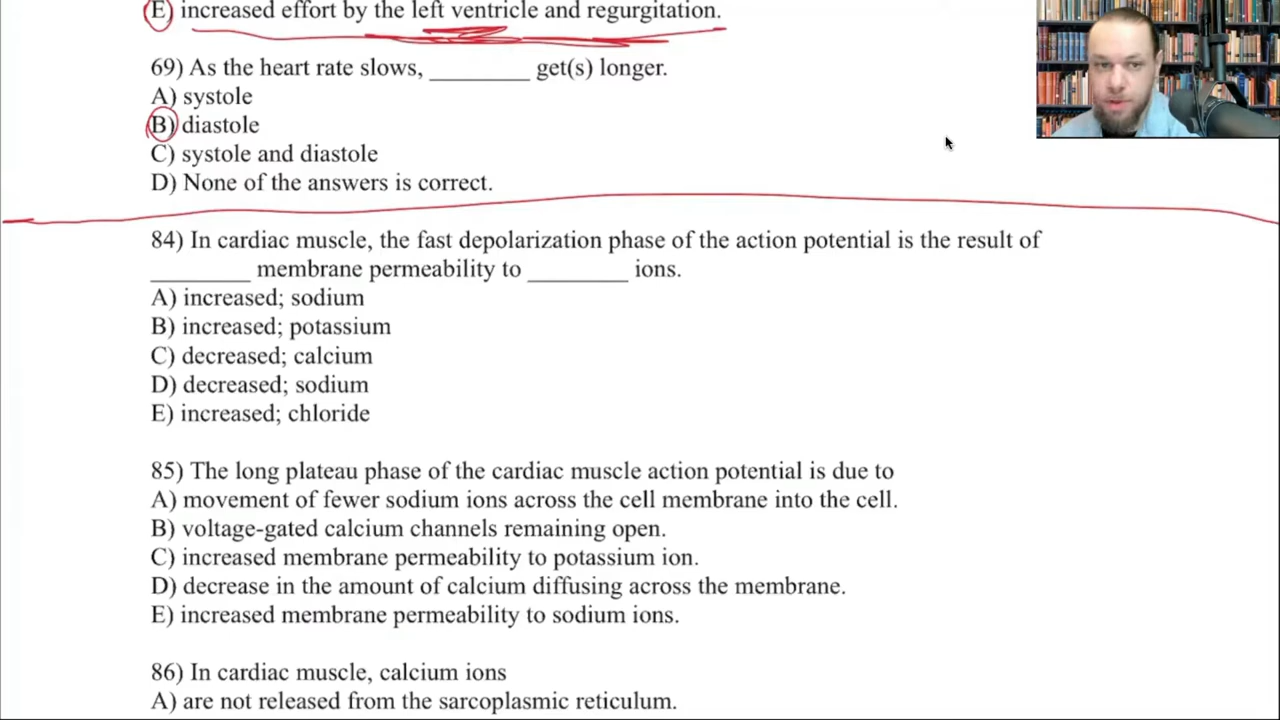 E) increased effort by the left ventricle and regurgitation.
69) As the heart rate slows, ________ get(s) longer.
A) systole
B) diastole
C) systole and diastole
D) None of the answers is correct.
84) In cardiac muscle, the fast depolarization phase of the action potential is the result of
________ membrane permeability to ________ ions.
A) increased; sodium
B) increased; potassium
C) decreased; calcium
D) decreased; sodium
E) increased; chloride
85) The long plateau phase of the cardiac muscle action potential is due to
A) movement of fewer sodium ions across the cell membrane into the cell.
B) voltage-gated calcium channels remaining open.
C) increased membrane permeability to potassium ion.
D) decrease in the amount of calcium diffusing across the membrane.
E) increased membrane permeability to sodium ions.
86) In cardiac muscle, calcium ions
A) are not released from the sarcoplasmic reticulum.